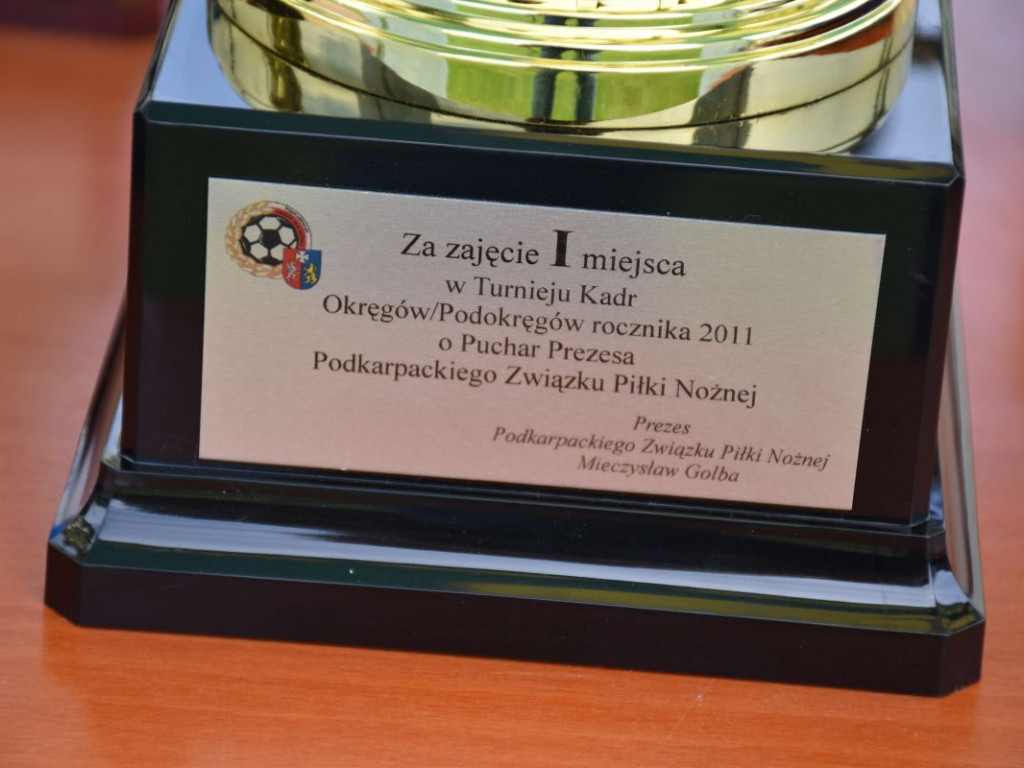 Za zajęcie I miejsca
w Turnieju Kadr
Okręgów/Podokręgów rocznika 2011
o Puchar Prezesa
Podkarpackiego Związku Piłki Nożnej
Prezes
Podkarpackiego Związku Piłki Nożnej
Mieczysław Golba